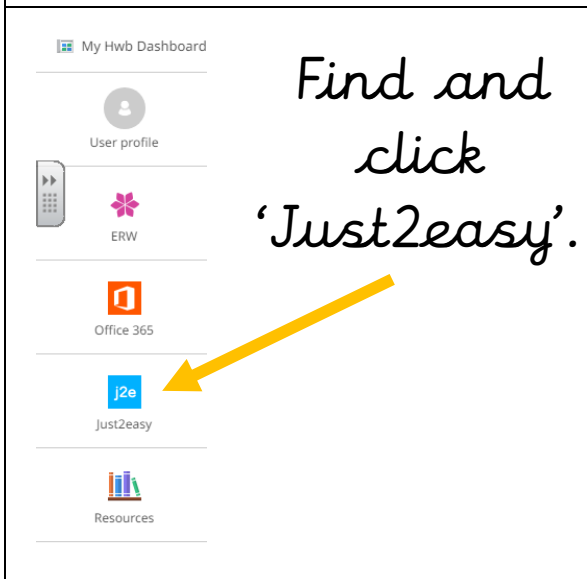 My Hwb Dashboard
User profile
ERW
Office 365
j2e
Just2easy
Resources
Find and
click
‘Just2easy’.